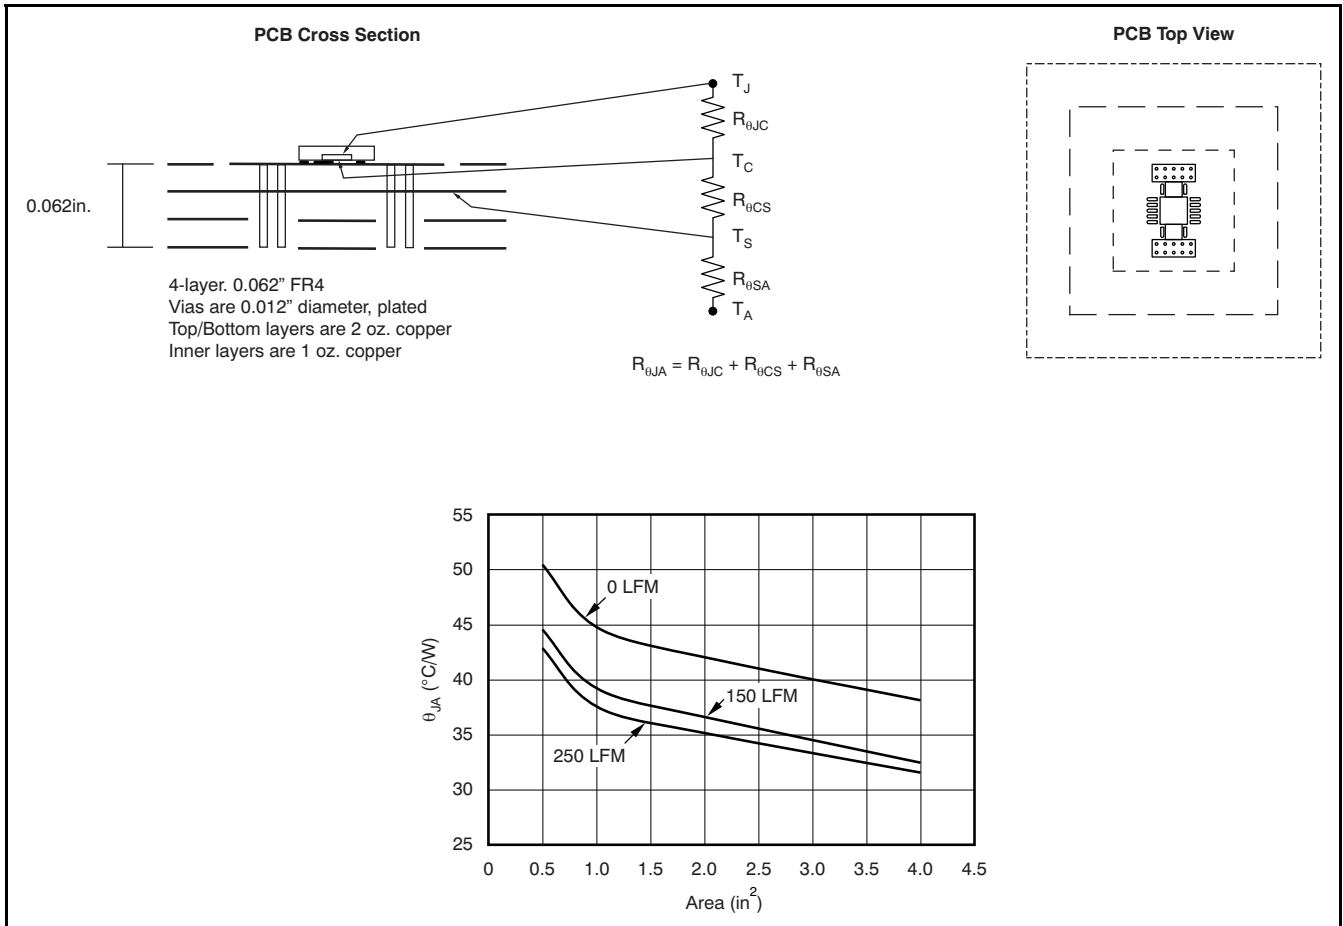 PCB Cross Section
PCB Top View
T_J
R_θJC
T_C
R_θCS
T_S
R_θSA
T_A
0.062in.
4-layer. 0.062” FR4
Vias are 0.012” diameter, plated
Top/Bottom layers are 2 oz. copper
Inner layers are 1 oz. copper
R_θJA = R_θJC + R_θCS + R_θSA
55
50
45
40
35
30
25
θ_JA (°C/W)
0 LFM
150 LFM
250 LFM
0 0.5 1.0 1.5 2.0 2.5 3.0 3.5 4.0 4.5
Area (in²)